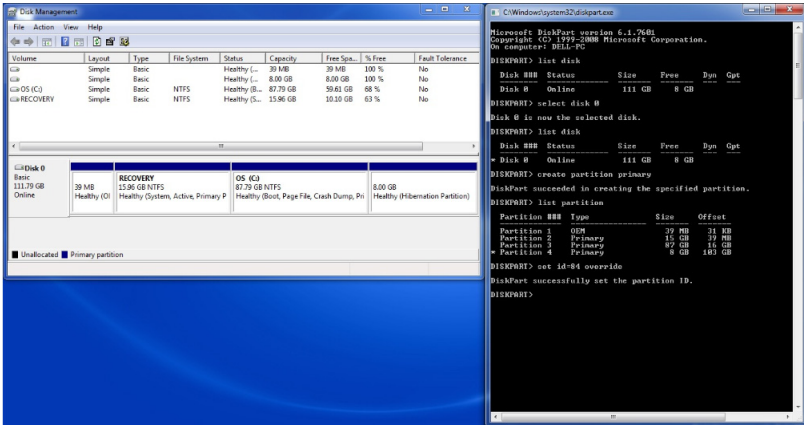 Disk Management
File Action View Help
Volume Layout Type File System Status Capacity Free Spa... % Free Fault Tolerance
Simple Basic Healthy (... 39 MB 39 MB 100 % No
Simple Basic Healthy (... 8.00 GB 8.00 GB 100 % No
OS (C:) Simple Basic NTFS Healthy (B... 87.79 GB 59.61 GB 68 % No
RECOVERY Simple Basic NTFS Healthy (S... 15.96 GB 10.10 GB 63 % No
Disk 0
Basic
111.79 GB
Online
39 MB
Healthy (OI
RECOVERY
15.96 GB NTFS
Healthy (System, Active, Primary P
OS (C:)
87.79 GB NTFS
Healthy (Boot, Page File, Crash Dump, Pri
8.00 GB
Healthy (Hibernation Partition)
Unallocated Primary partition
C:\Windows\system32\diskpart.exe
Microsoft DiskPart version 6.1.7601
Copyright (C) 1999-2008 Microsoft Corporation.
On computer: DELL-PC
DISKPART> list disk
Disk ### Status Size Free Dyn Gpt
Disk 0 Online 111 GB 8 GB
DISKPART> select disk 0
Disk 0 is now the selected disk.
DISKPART> list disk
Disk ### Status Size Free Dyn Gpt
* Disk 0 Online 111 GB 8 GB
DISKPART> create partition primary
DiskPart succeeded in creating the specified partition.
DISKPART> list partition
Partition ### Type Size Offset
Partition 1 OEM 39 MB 31 KB
Partition 2 Primary 15 GB 39 MB
Partition 3 Primary 87 GB 16 GB
* Partition 4 Primary 8 GB 103 GB
DISKPART> set id=84 override
DiskPart successfully set the partition ID.
DISKPART>